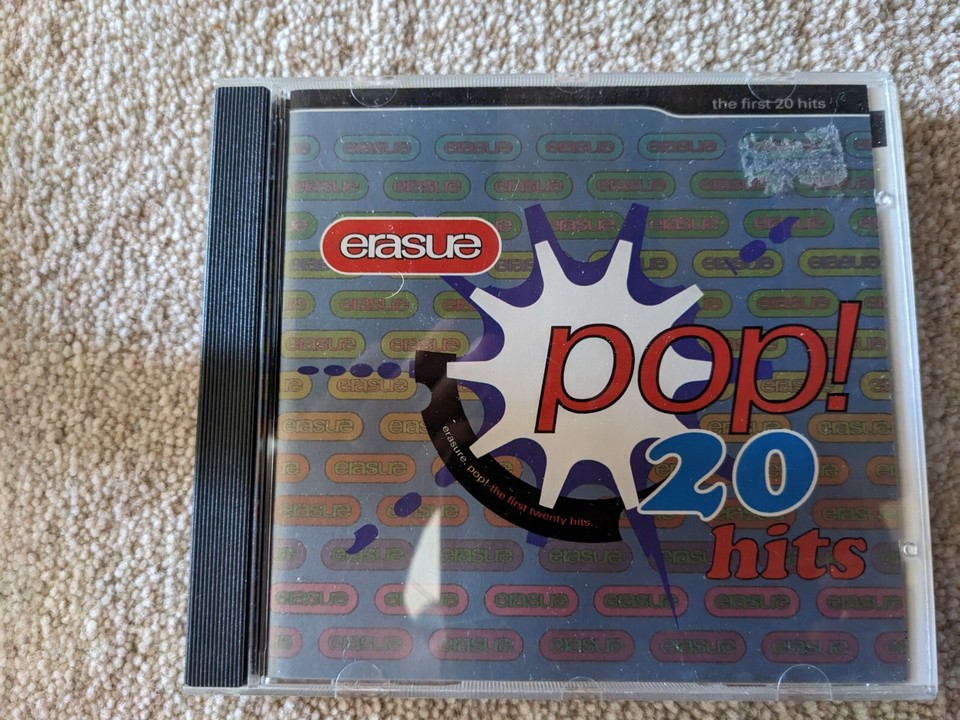 the first 20 hits
erasure
pop!
20
hits
erasure. pop!-the first twenty hits.